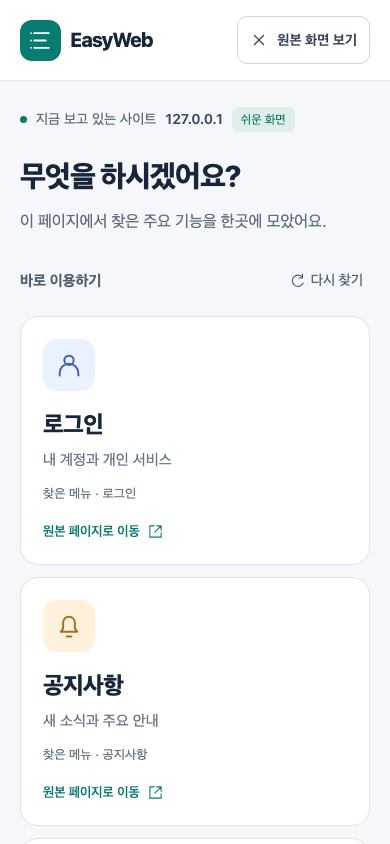 EasyWeb
원본 화면 보기
지금 보고 있는 사이트 127.0.0.1 쉬운 화면
무엇을 하시겠어요?
이 페이지에서 찾은 주요 기능을 한곳에 모았어요.
바로 이용하기
다시 찾기
로그인
내 계정과 개인 서비스
찾은 메뉴 · 로그인
원본 페이지로 이동
공지사항
새 소식과 주요 안내
찾은 메뉴 · 공지사항
원본 페이지로 이동